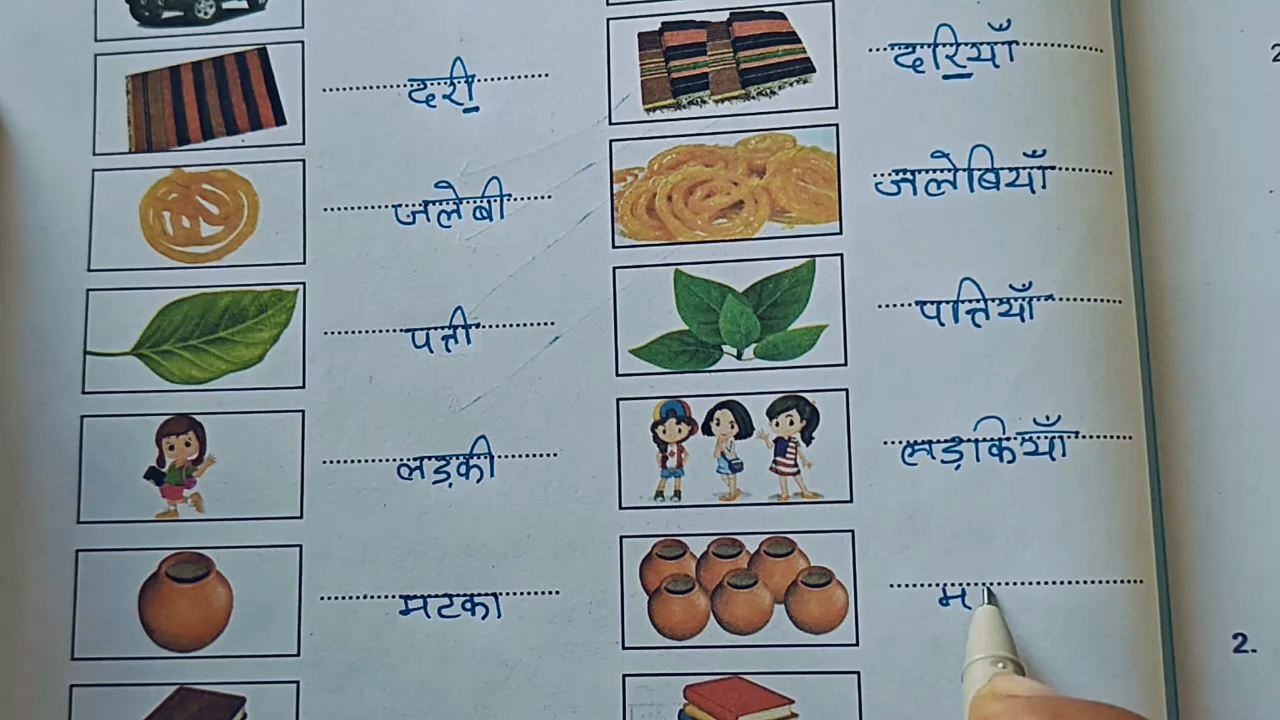 दरी दरियाँ
जलेबी जलेबियाँ
पत्ती पत्तियाँ
लड़की लड़कियाँ
मटका म
2.